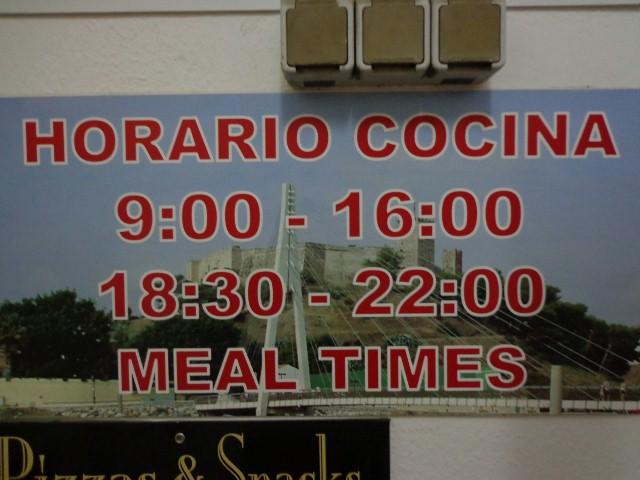 HORARIO COCINA
9:00 - 16:00
18:30 - 22:00
MEAL TIMES
Pizzas & Snacks